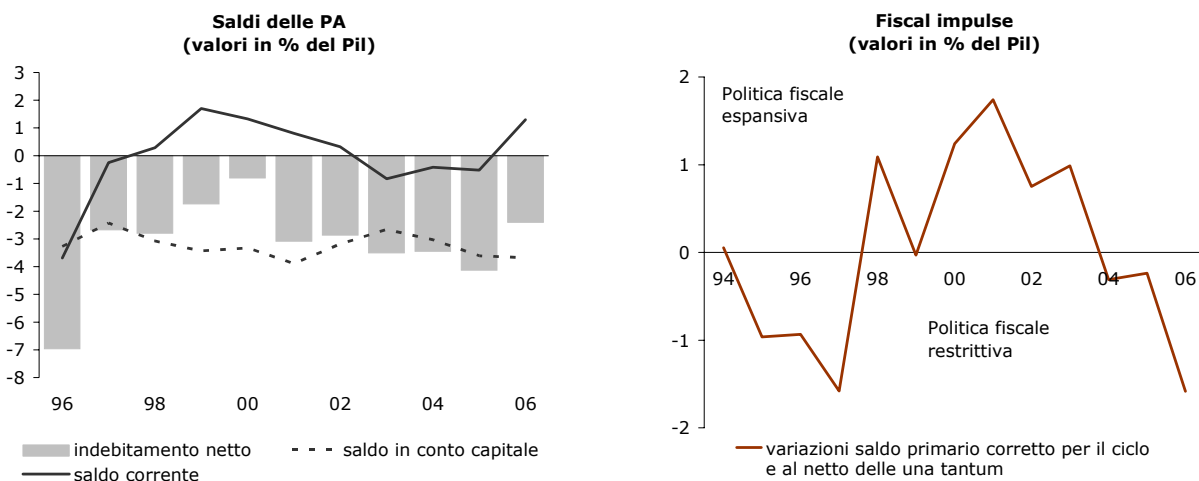 Saldi delle PA
(valori in % del Pil)
3
2
1
0
-1
-2
-3
-4
-5
-6
-7
-8
96
98
00
02
04
06
indebitamento netto
saldo in conto capitale
saldo corrente
Fiscal impulse
(valori in % del Pil)
2
1
0
-1
-2
Politica fiscale
espansiva
94
96
98
00
02
04
06
Politica fiscale
restrittiva
variazioni saldo primario corretto per il ciclo
e al netto delle una tantum